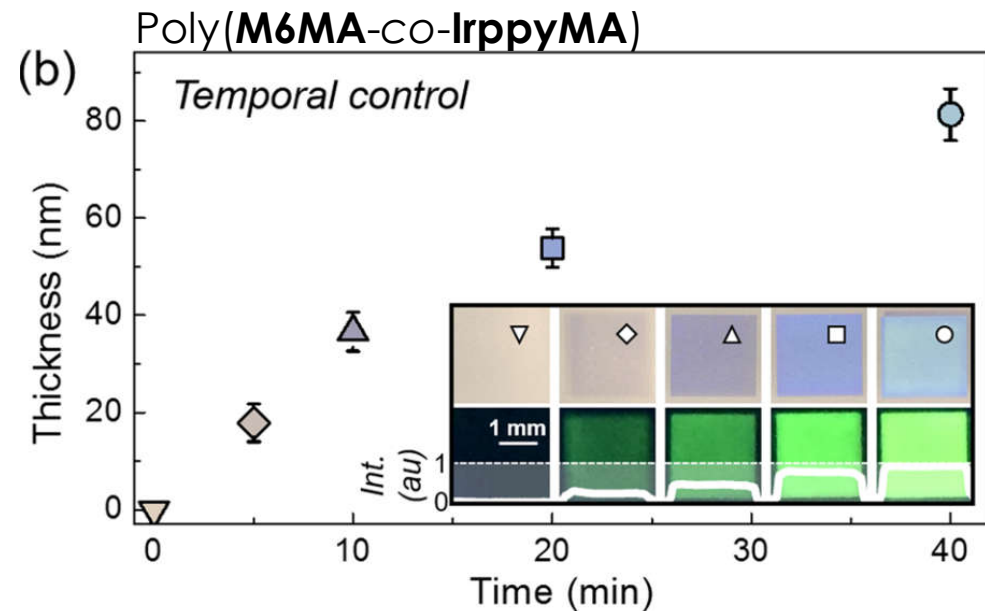 Poly(M6MA-co-IrppyMA)
(b)
Temporal control
Thickness (nm)
80
60
40
20
0
1 mm
Int.
(au)
1
0
0 10 20 30 40
Time (min)